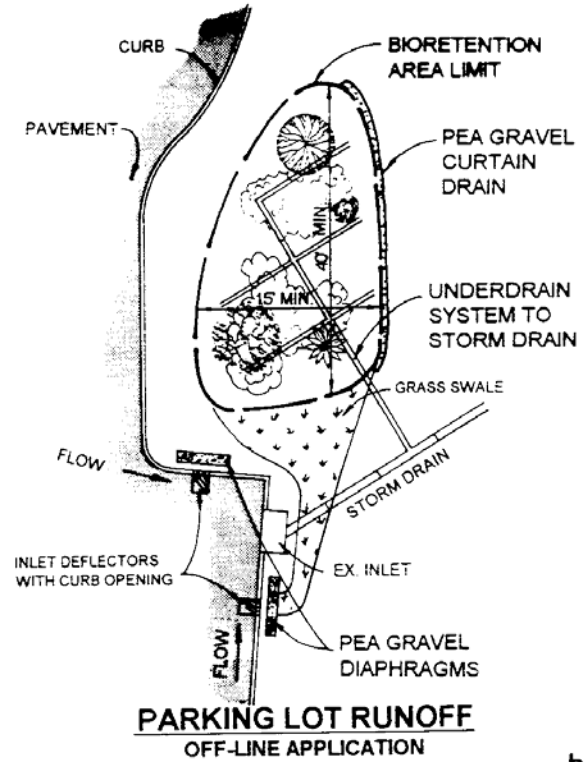 CURB
BIORETENTION
AREA LIMIT
PAVEMENT
PEA GRAVEL
CURTAIN
DRAIN
40' MIN.
15' MIN.
UNDERDRAIN
SYSTEM TO
STORM DRAIN
GRASS SWALE
FLOW
STORM DRAIN
INLET DEFLECTORS
WITH CURB OPENING
EX. INLET
FLOW
PEA GRAVEL
DIAPHRAGMS
PARKING LOT RUNOFF
OFF-LINE APPLICATION